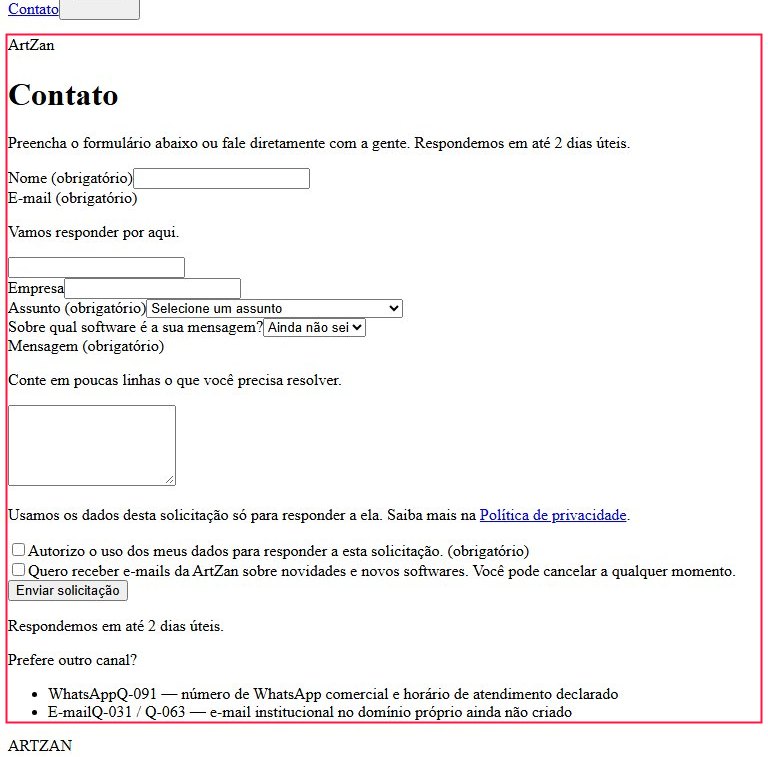 Contato
ArtZan
Contato
Preencha o formulário abaixo ou fale diretamente com a gente. Respondemos em até 2 dias úteis.
Nome (obrigatório)
E-mail (obrigatório)
Vamos responder por aqui.
Empresa
Assunto (obrigatório) Selecione um assunto
Sobre qual software é a sua mensagem? Ainda não sei
Mensagem (obrigatório)
Conte em poucas linhas o que você precisa resolver.
Usamos os dados desta solicitação só para responder a ela. Saiba mais na Política de privacidade.
Autorizo o uso dos meus dados para responder a esta solicitação. (obrigatório)
Quero receber e-mails da ArtZan sobre novidades e novos softwares. Você pode cancelar a qualquer momento.
Enviar solicitação
Respondemos em até 2 dias úteis.
Prefere outro canal?
• WhatsAppQ-091 — número de WhatsApp comercial e horário de atendimento declarado
• E-mailQ-031 / Q-063 — e-mail institucional no domínio próprio ainda não criado
ARTZAN